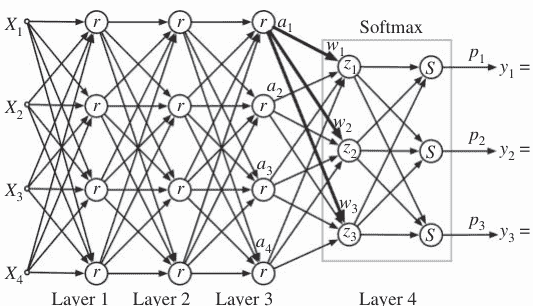 Softmax
X1 r r r a1 w1 z1 S p1 y1 =
X2 r r r a2 w2 z2 S p2 y2 =
X3 r r r a3 w3 z3 S p3 y3 =
X4 r r r a4
Layer 1 Layer 2 Layer 3 Layer 4